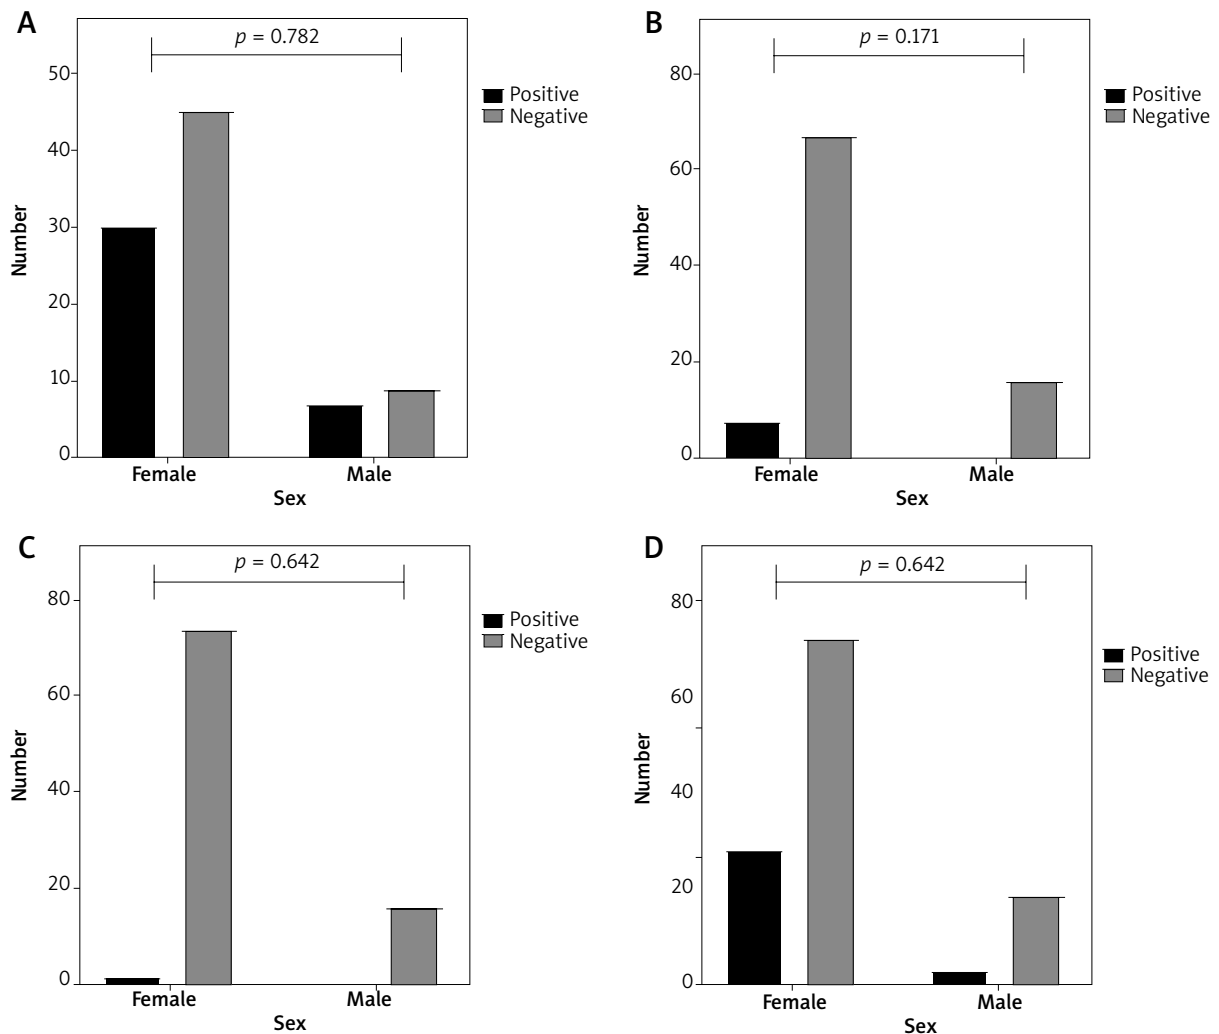 A
p = 0.782
50
40
30
20
10
0
Number
Female
Male
Sex
Positive
Negative
B
p = 0.171
80
60
40
20
0
Number
Female
Male
Sex
Positive
Negative
C
p = 0.642
80
60
40
20
0
Number
Female
Male
Sex
Positive
Negative
D
p = 0.642
80
60
40
20
0
Number
Female
Male
Sex
Positive
Negative